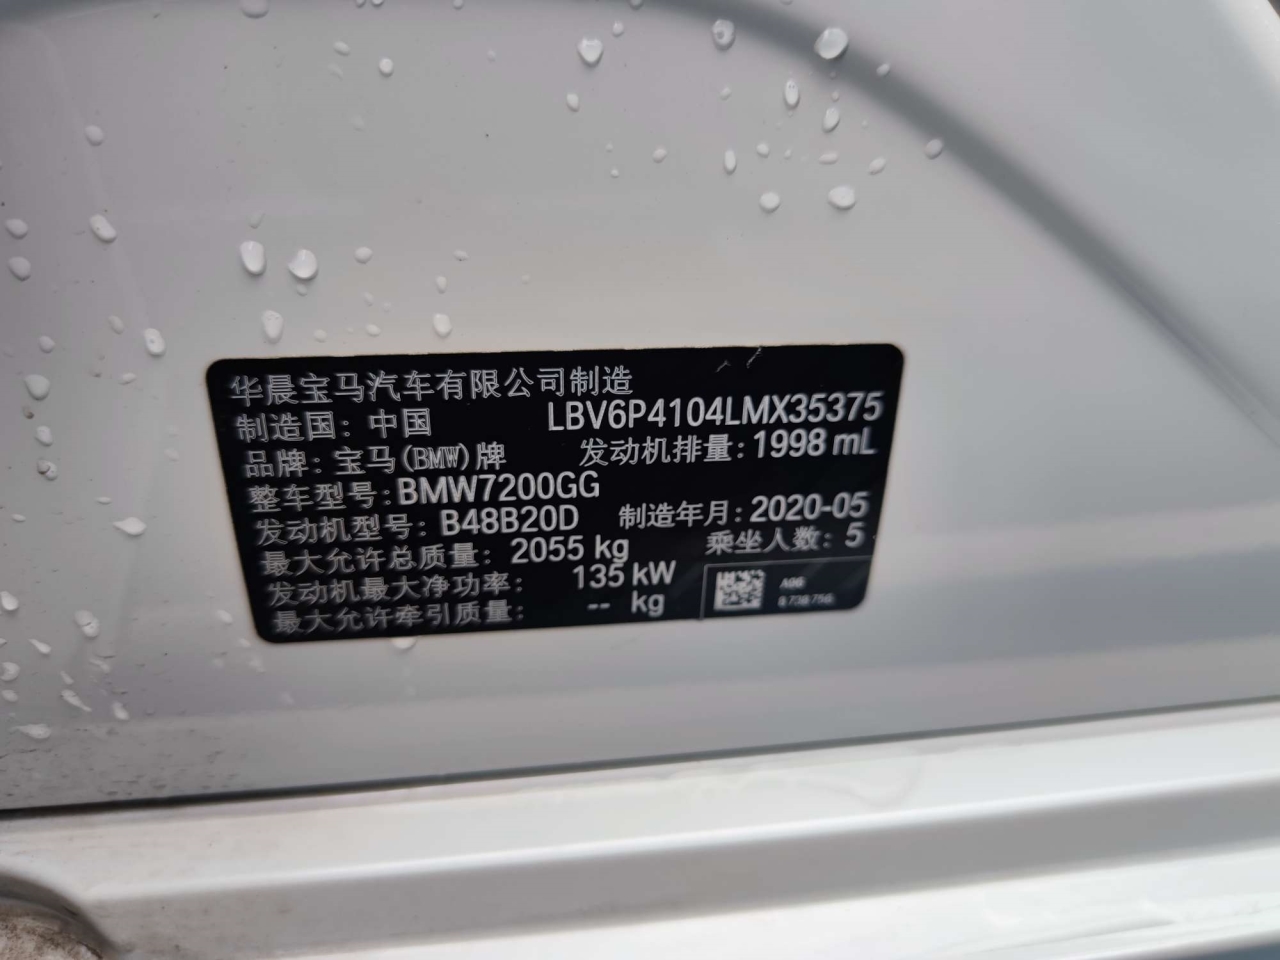 华晨宝马汽车有限公司制造
制造国：中国 LBV6P4104LMX35375
品牌：宝马(BMW)牌 发动机排量：1998 mL
整车型号：BMW7200GG
发动机型号：B48B20D 制造年月：2020-05
最大允许总质量：2055 kg 乘坐人数：5
发动机最大净功率：135 kW
最大允许牵引质量：-- kg
A96
8 738 756